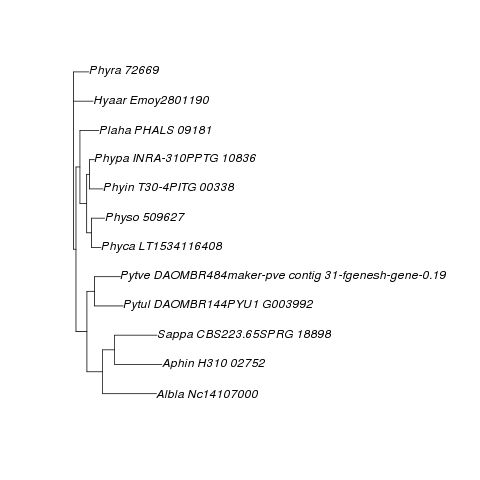 Phyra 72669
Hyaar Emoy2801190
Plaha PHALS 09181
Phypa INRA-310PPTG 10836
Phyin T30-4PITG 00338
Physo 509627
Phyca LT1534116408
Pytve DAOMBR484maker-pve contig 31-fgenesh-gene-0.19
Pytul DAOMBR144PYU1 G003992
Sappa CBS223.65SPRG 18898
Aphin H310 02752
Albla Nc14107000